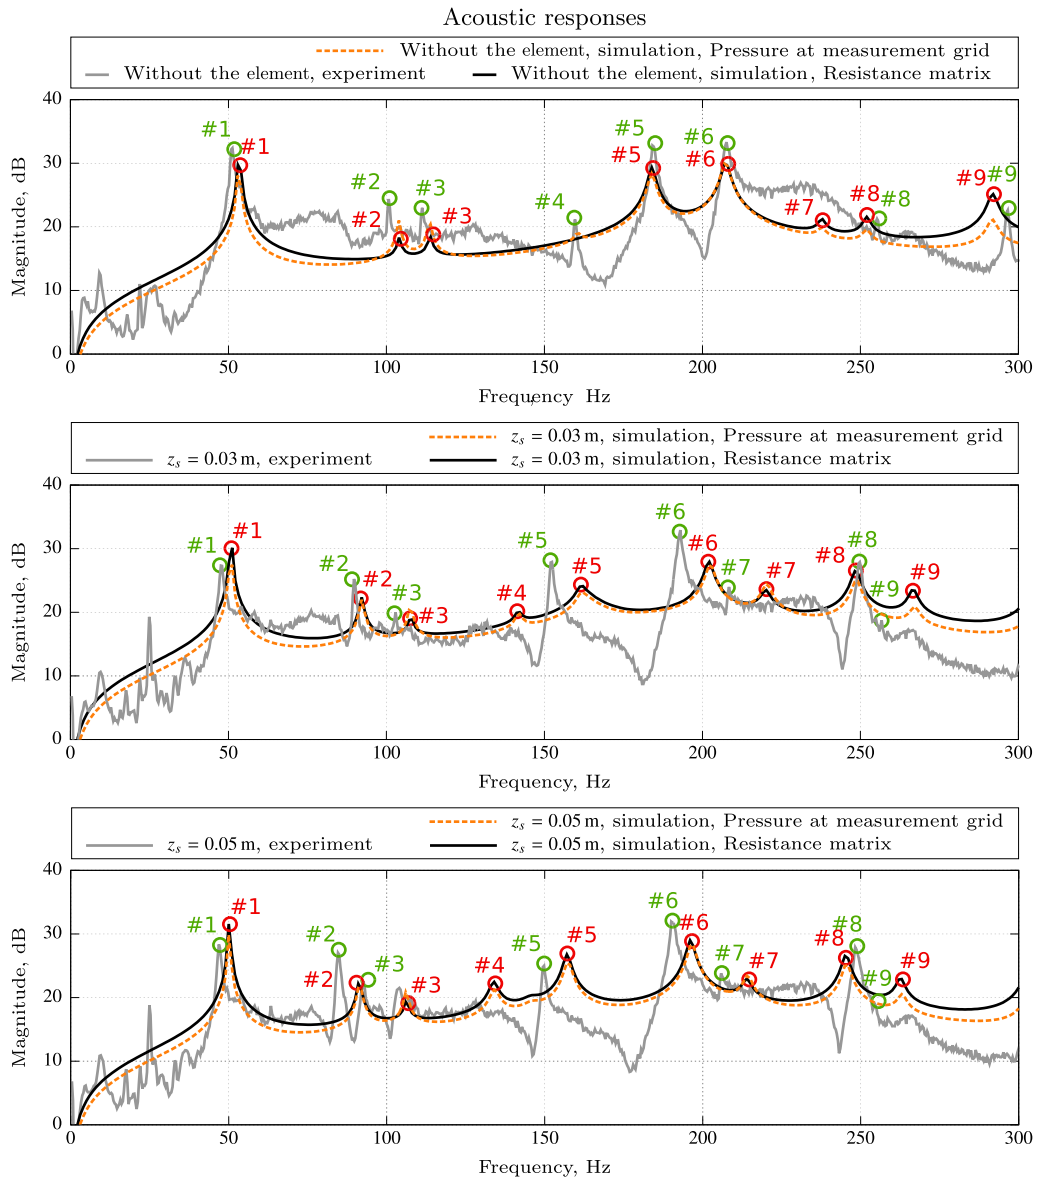 Acoustic responses
Without the element, simulation, Pressure at measurement grid
Without the element, experiment Without the element, simulation, Resistance matrix
40
30
20
10
0
Magnitude, dB
#1 #1 #2 #2 #3 #3 #4 #5 #5 #6 #6 #7 #8 #8 #9 #9
0 50 100 150 200 250 300
Frequency, Hz
z_s = 0.03 m, simulation, Pressure at measurement grid
z_s = 0.03 m, experiment z_s = 0.03 m, simulation, Resistance matrix
40
30
20
10
0
Magnitude, dB
#1 #1 #2 #2 #3 #3 #4 #5 #5 #6 #6 #7 #7 #8 #8 #9 #9
0 50 100 150 200 250 300
Frequency, Hz
z_s = 0.05 m, simulation, Pressure at measurement grid
z_s = 0.05 m, experiment z_s = 0.05 m, simulation, Resistance matrix
40
30
20
10
0
Magnitude, dB
#1 #1 #2 #2 #3 #3 #4 #5 #5 #6 #6 #7 #7 #8 #8 #9 #9
0 50 100 150 200 250 300
Frequency, Hz